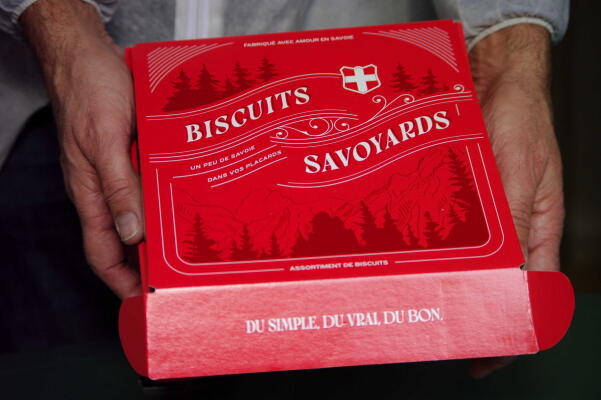 FABRIQUÉ AVEC AMOUR EN SAVOIE
BISCUITS
SAVOYARDS
UN PEU DE SAVOIE
DANS VOS PLACARDS
ASSORTIMENT DE BISCUITS
DU SIMPLE, DU VRAI, DU BON.